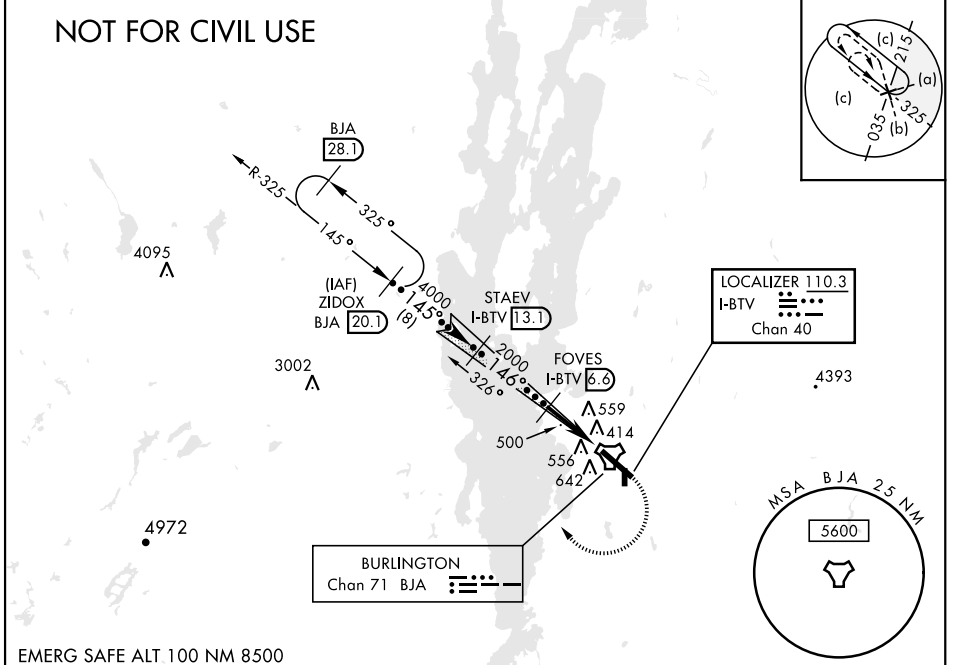 NOT FOR CIVIL USE
(c)
215
(a)
(c)
325
(b)
035
BJA
28.1
R-325
325°
145°
4095
(IAF)
ZIDOX
BJA 20.1
4000
145°
(8)
STAEV
I-BTV 13.1
2000
146°
326°
FOVES
I-BTV 6.6
LOCALIZER 110.3
I-BTV
Chan 40
3002
4393
559
414
500
556
642
4972
BURLINGTON
Chan 71 BJA
MSA BJA 25 NM
5600
EMERG SAFE ALT 100 NM 8500